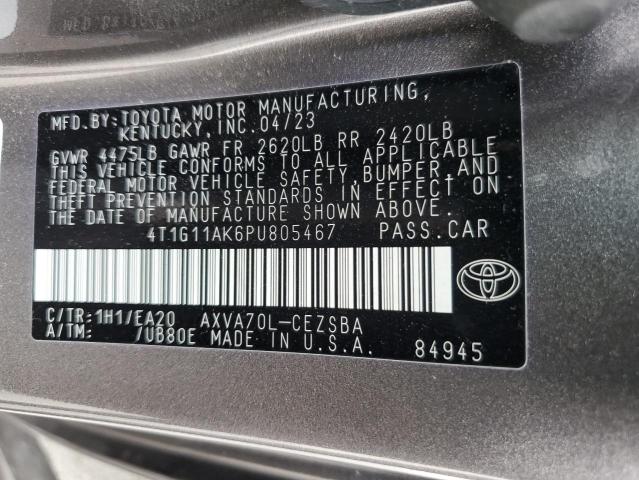 MFD.BY:TOYOTA MOTOR MANUFACTURING,
KENTUCKY,INC.04/23
GVWR 4475LB GAWR FR 2620LB RR 2420LB
THIS VEHICLE CONFORMS TO ALL APPLICABLE
FEDERAL MOTOR VEHICLE SAFETY,BUMPER,AND
THEFT PREVENTION STANDARDS IN EFFECT ON
THE DATE OF MANUFACTURE SHOWN ABOVE.
4T1G11AK6PU805467 PASS.CAR
C/TR:1H1/EA20 AXVA70L-CEZSBA
A/TM: /UB80E MADE IN U.S.A. 84945